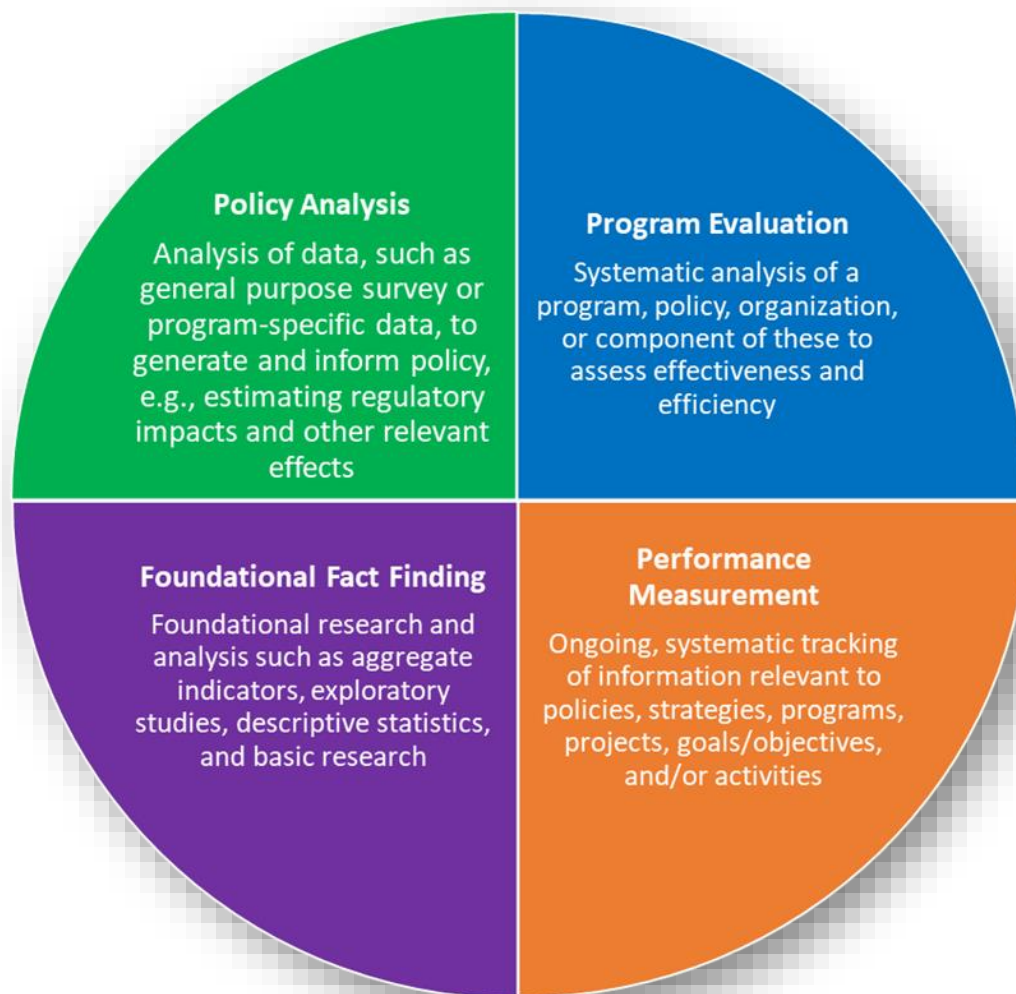 Policy Analysis
Analysis of data, such as
general purpose survey or
program-specific data, to
generate and inform policy,
e.g., estimating regulatory
impacts and other relevant
effects
Program Evaluation
Systematic analysis of a
program, policy, organization,
or component of these to
assess effectiveness and
efficiency
Foundational Fact Finding
Foundational research and
analysis such as aggregate
indicators, exploratory
studies, descriptive statistics,
and basic research
Performance
Measurement
Ongoing, systematic tracking
of information relevant to
policies, strategies, programs,
projects, goals/objectives,
and/or activities